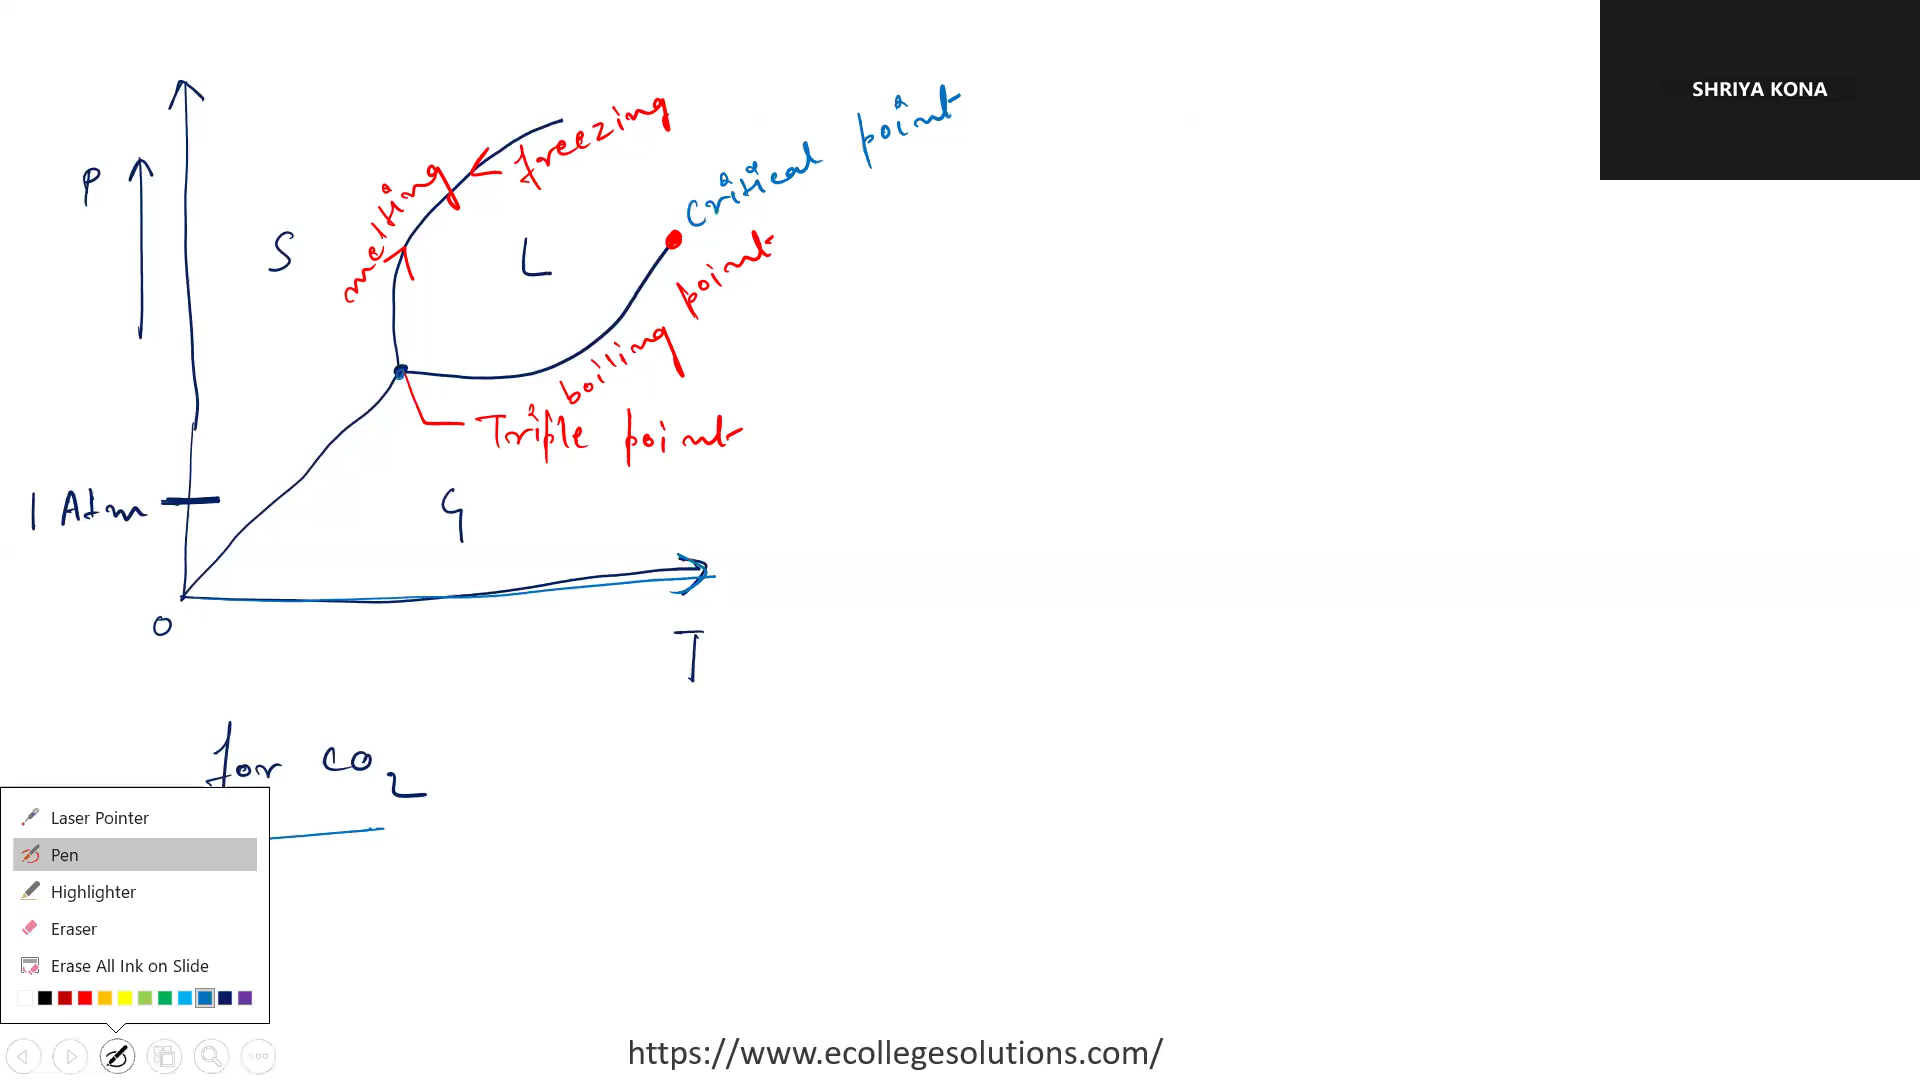 SHRIYA KONA
P
melting
freezing
critical point
S
L
boiling point
Triple point
1 Atm
G
O
T
for CO2
Laser Pointer
Pen
Highlighter
Eraser
Erase All Ink on Slide
https://www.ecollegesolutions.com/